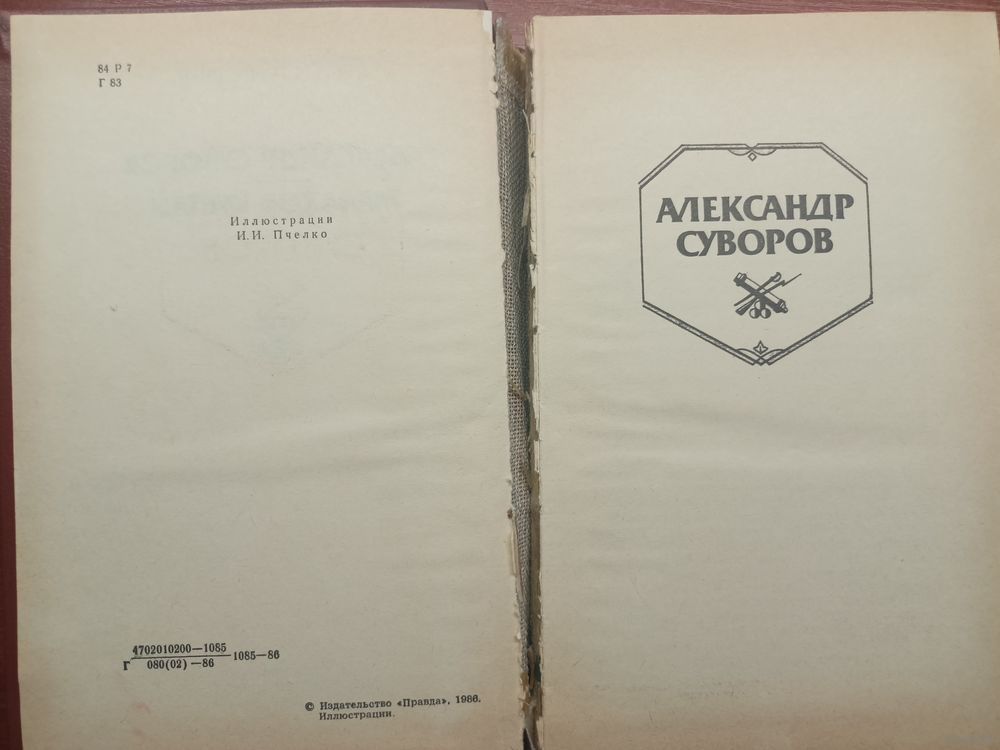 84 Р 7
Г 83
Иллюстрации
И. И. Пчелко
4702010200—1085
Г 080(02)—86 1085—86
© Издательство «Правда», 1986.
Иллюстрации.
АЛЕКСАНДР
СУВОРОВ